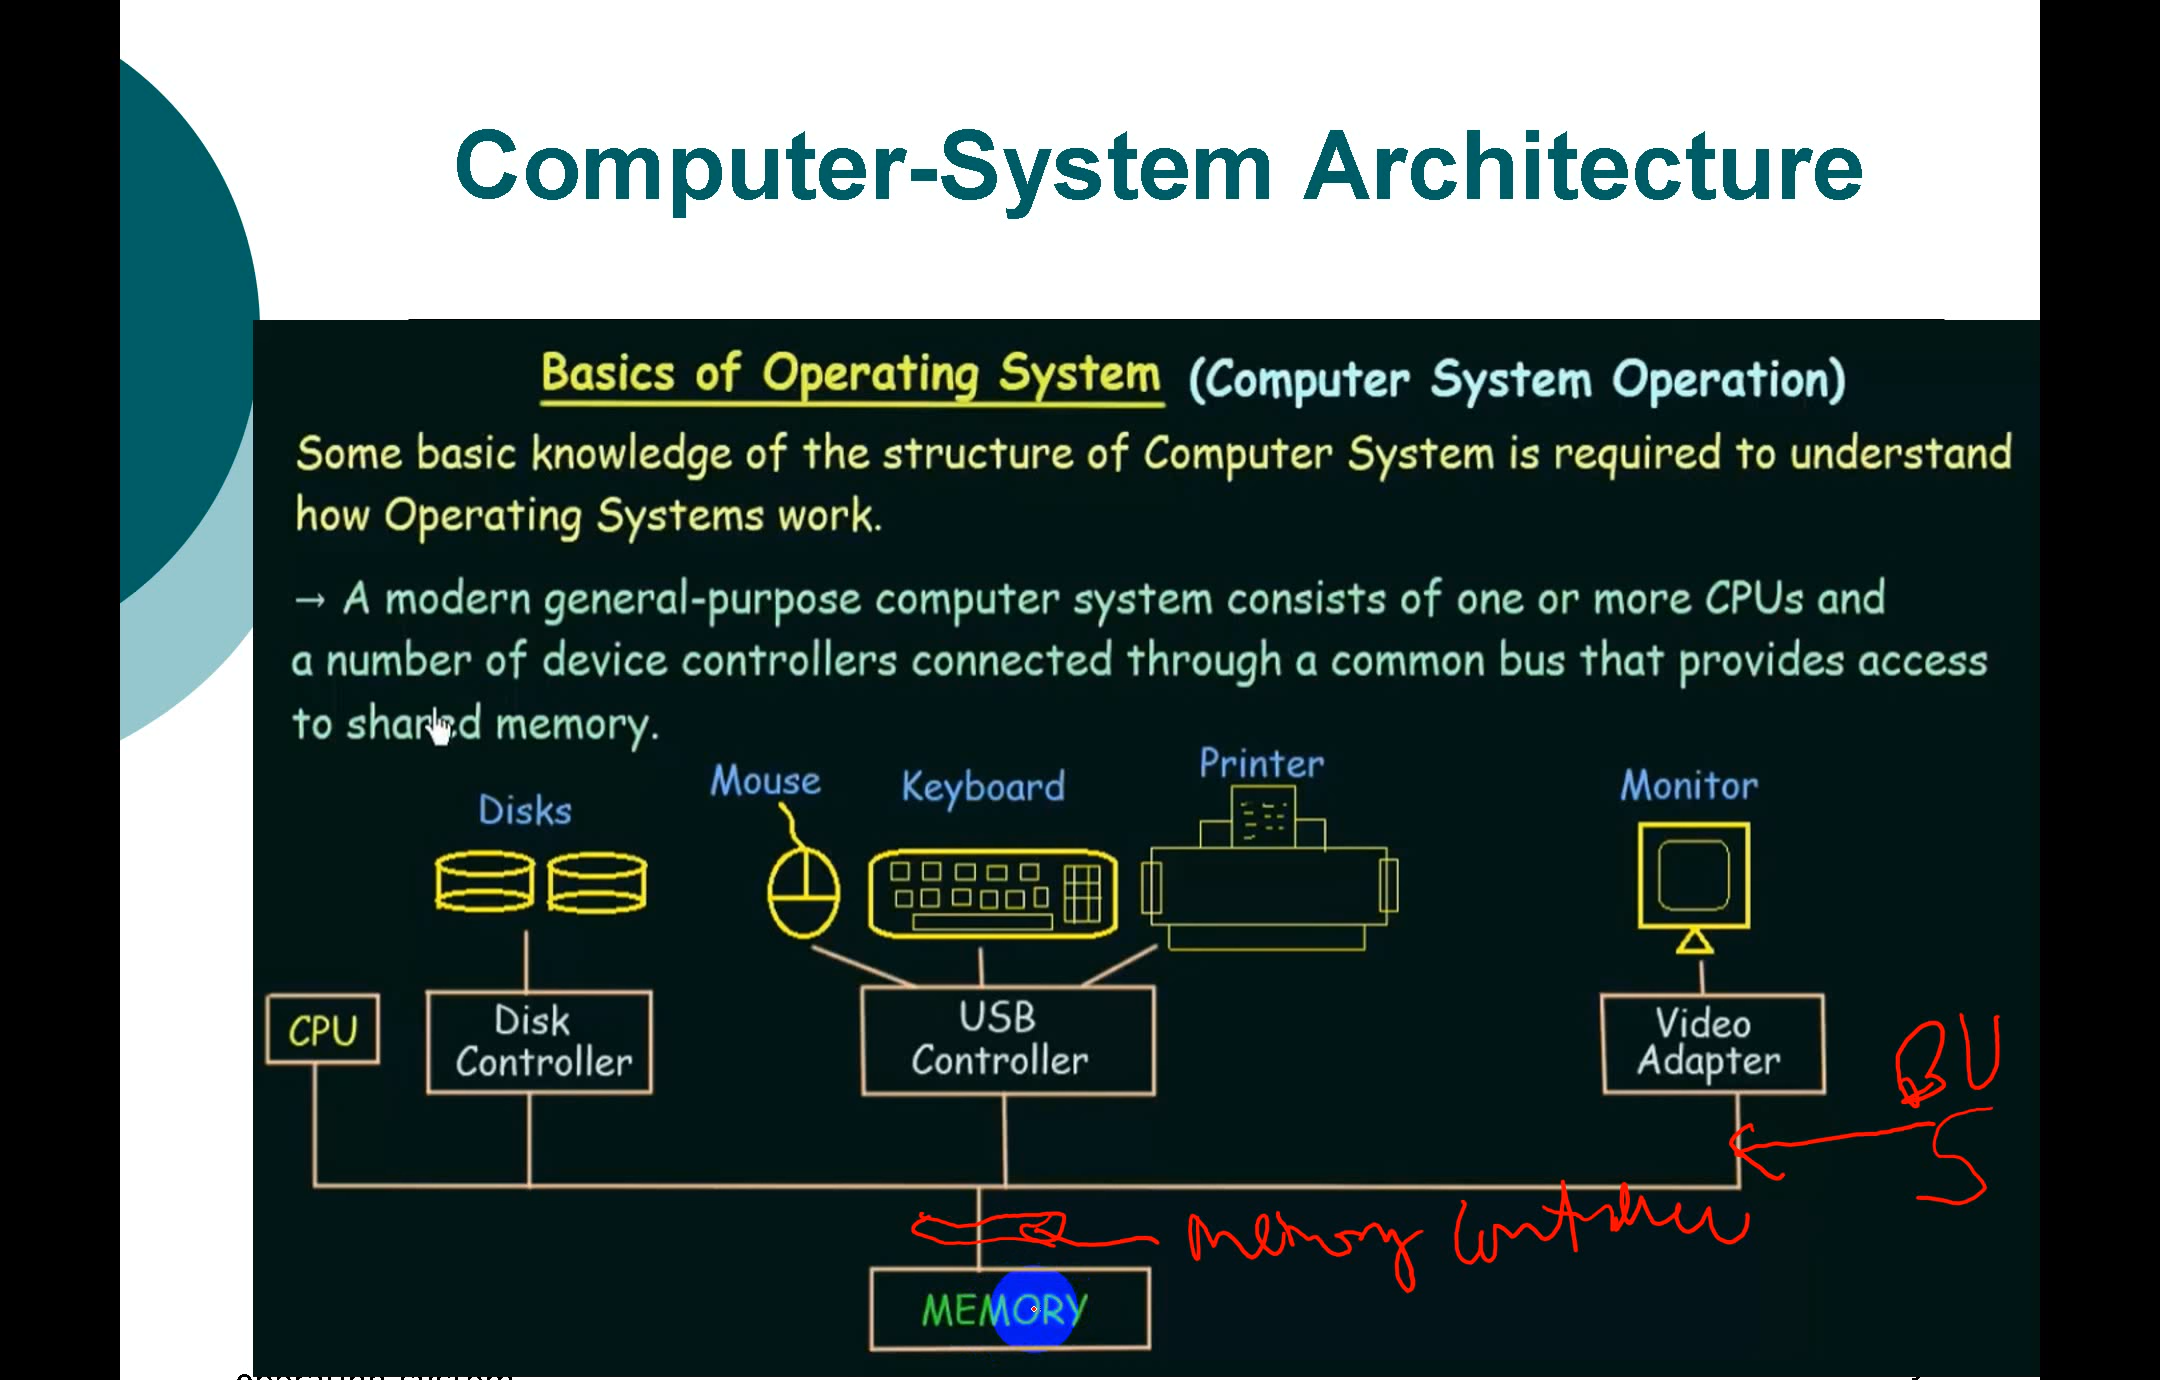 Computer-System Architecture
Basics of Operating System (Computer System Operation)
Some basic knowledge of the structure of Computer System is required to understand
how Operating Systems work.
→ A modern general-purpose computer system consists of one or more CPUs and
a number of device controllers connected through a common bus that provides access
to shared memory.
Disks
Mouse
Keyboard
Printer
Monitor
CPU
Disk
Controller
USB
Controller
Video
Adapter
BU
S
Memory Controller
MEMORY